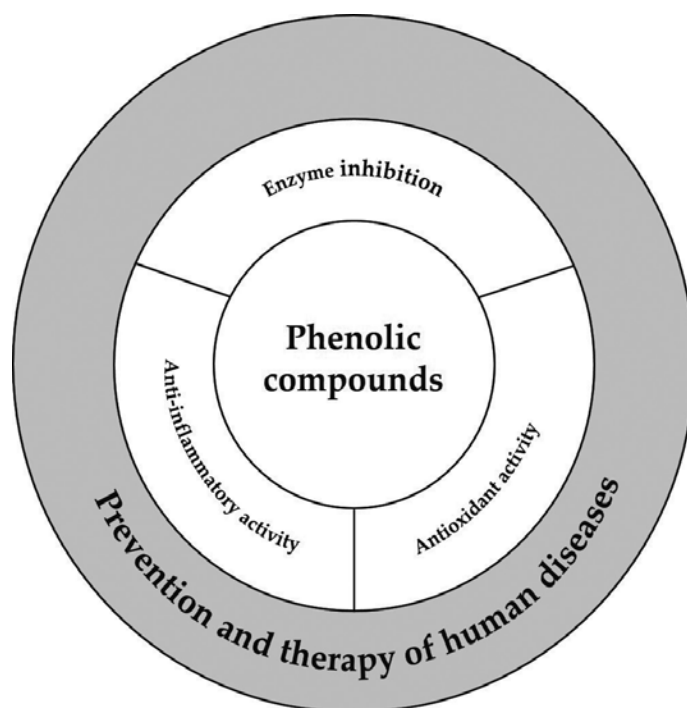 Enzyme inhibition
Phenolic
compounds
Anti-inflammatory activity
Antioxidant activity
Prevention and therapy of human diseases